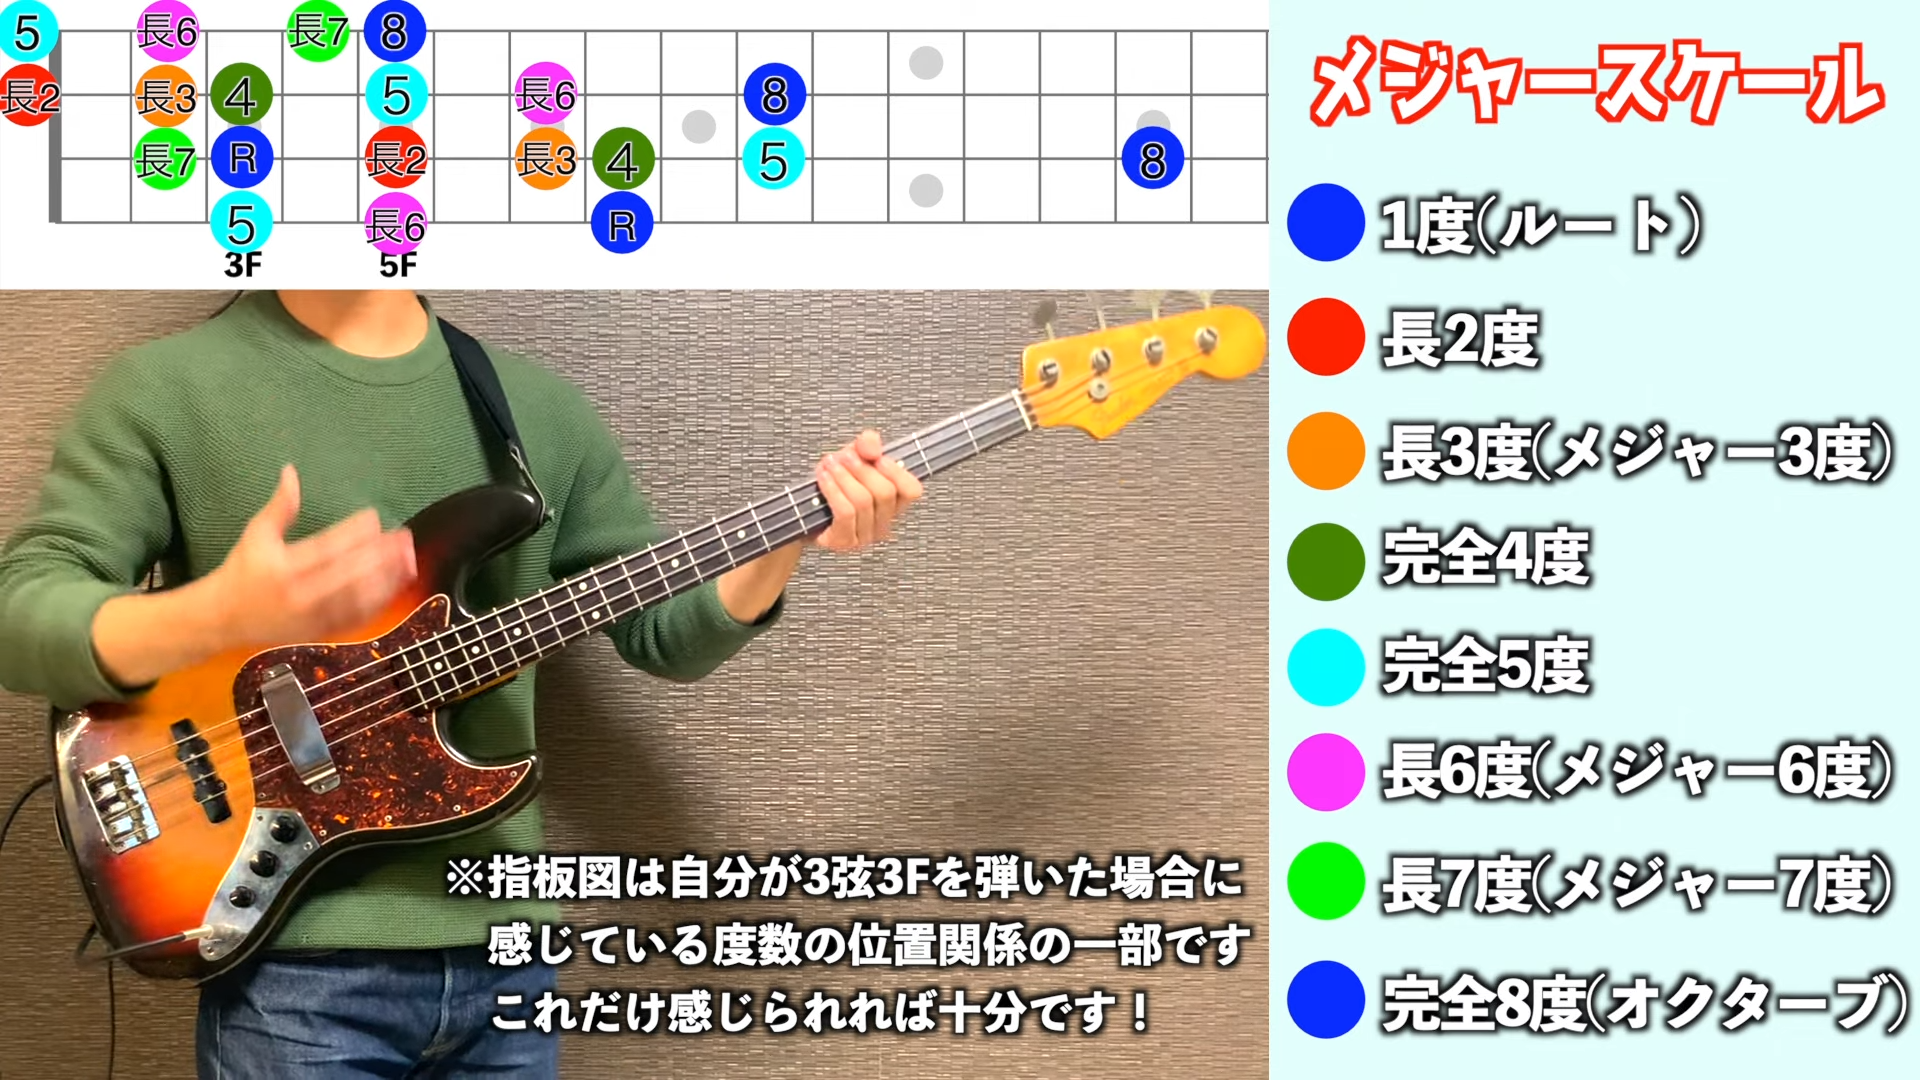 5 長6 長7 8
長2 長3 4 5 長6 8
長7 R 長2 長3 4 5 8
5 長6 R
3F 5F
メジャースケール
1度(ルート)
長2度
長3度(メジャー3度)
完全4度
完全5度
長6度(メジャー6度)
長7度(メジャー7度)
完全8度(オクターブ)
※指板図は自分が3弦3Fを弾いた場合に
感じている度数の位置関係の一部です
これだけ感じられれば十分です！